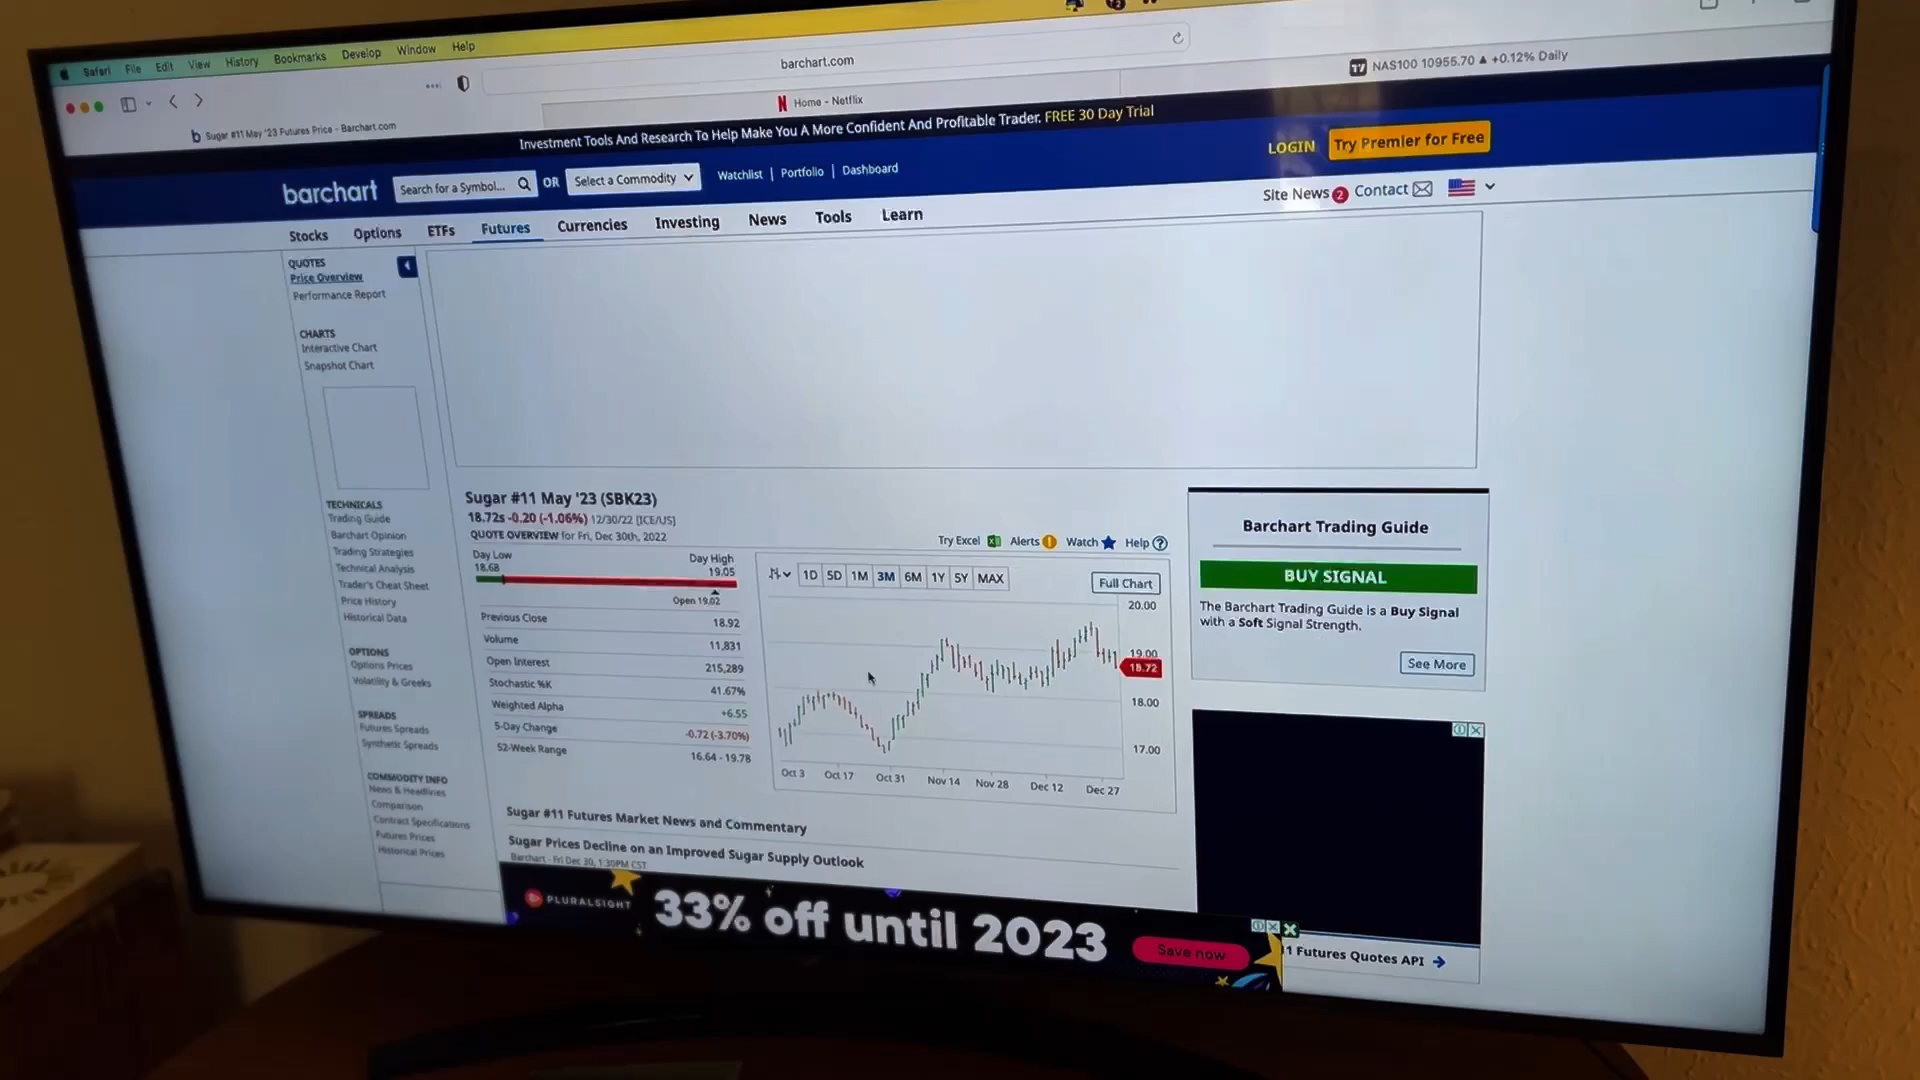 Safari File Edit View History Bookmarks Develop Window Help
barchart.com
Sugar #11 May '23 Futures Price - Barchart.com
Home - Netflix
NAS100 10955.70 ▲ +0.12% Daily
Investment Tools And Research To Help Make You A More Confident And Profitable Trader. FREE 30 Day Trial
LOGIN
Try Premier for Free
barchart
Search for a Symbol...
OR
Select a Commodity
Watchlist | Portfolio | Dashboard
Site News 2 Contact
Stocks Options ETFs Futures Currencies Investing News Tools Learn
QUOTES
Price Overview
Performance Report
CHARTS
Interactive Chart
Snapshot Chart
TECHNICALS
Trading Guide
Barchart Opinion
Trading Strategies
Technical Analysis
Trader's Cheat Sheet
Price History
Historical Data
OPTIONS
Options Prices
Volatility & Greeks
SPREADS
Futures Spreads
Synthetic Spreads
COMMODITY INFO
News & Headlines
Comparison
Contract Specifications
Futures Prices
Historical Prices
Sugar #11 May '23 (SBK23)
18.72s -0.20 (-1.06%) 12/30/22 [ICE/US]
QUOTE OVERVIEW for Fri, Dec 30th, 2022
Day Low
18.68
Day High
19.05
Open 19.02
Previous Close 18.92
Volume 11,831
Open Interest 215,289
Stochastic %K 41.67%
Weighted Alpha +6.55
5-Day Change -0.72 (-3.70%)
52-Week Range 16.64 - 19.78
Try Excel Alerts Watch Help
1D 5D 1M 3M 6M 1Y 5Y MAX
Full Chart
20.00
19.00
18.72
18.00
17.00
Oct 3 Oct 17 Oct 31 Nov 14 Nov 28 Dec 12 Dec 27
Barchart Trading Guide
BUY SIGNAL
The Barchart Trading Guide is a Buy Signal
with a Soft Signal Strength.
See More
Sugar #11 Futures Market News and Commentary
Sugar Prices Decline on an Improved Sugar Supply Outlook
Barchart - Fri Dec 30, 1:30PM CST
PLURALSIGHT
33% off until 2023
Save now
1 Futures Quotes API